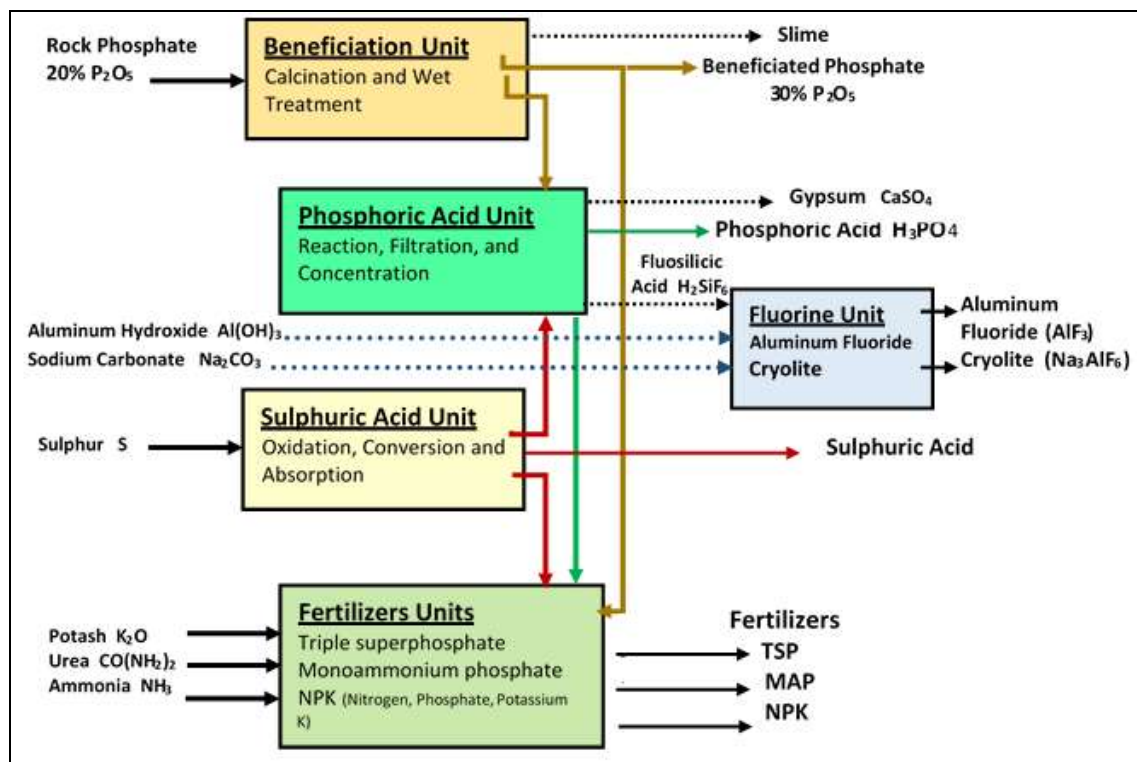 Rock Phosphate
20% P₂O₅
Beneficiation Unit
Calcination and Wet
Treatment
Slime
Beneficiated Phosphate
30% P₂O₅
Phosphoric Acid Unit
Reaction, Filtration, and
Concentration
Gypsum CaSO₄
Phosphoric Acid H₃PO4
Fluosilicic
Acid H₂SiF₆
Aluminum Hydroxide Al(OH)₃
Sodium Carbonate Na₂CO₃
Fluorine Unit
Aluminum Fluoride
Cryolite
Aluminum
Fluoride (AlF₃)
Cryolite (Na₃AlF₆)
Sulphur S
Sulphuric Acid Unit
Oxidation, Conversion and
Absorption
Sulphuric Acid
Potash K₂O
Urea CO(NH₂)₂
Ammonia NH₃
Fertilizers Units
Triple superphosphate
Monoammonium phosphate
NPK (Nitrogen, Phosphate, Potassium
K)
Fertilizers
TSP
MAP
NPK